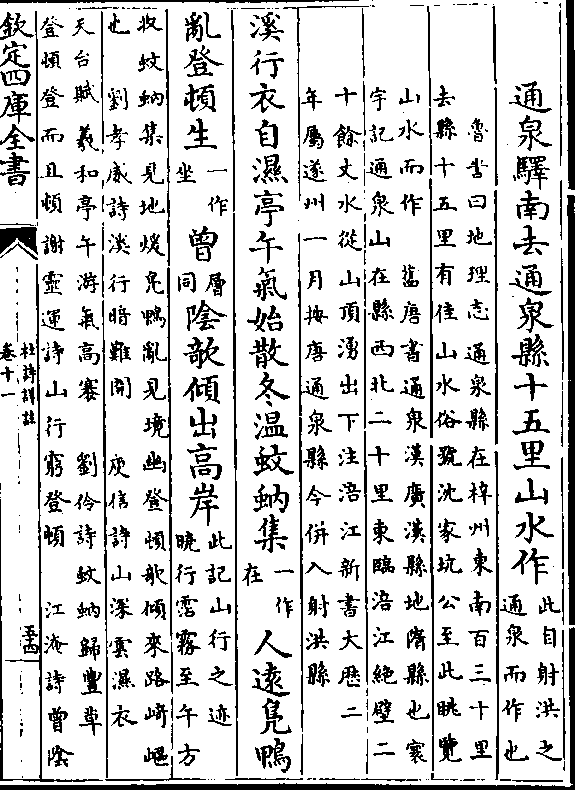 通泉驛南去通泉縣十五里山水作
此自射洪之
通泉而作也
魯訔曰地理志通泉縣在梓州東南百三十里
去縣十五里有佳山水俗號沈家坑公至此眺覽
山水而作 舊唐書通泉漢廣漢縣地隋縣也寰
宇記通泉山在縣西北二十里東臨涪江絶壁二
十餘丈水從山頂湧出下注涪江新書大歴二
年屬遂州一月按唐通泉縣今併入射洪縣
溪行衣自濕亭午氣始散冬温蚊蚋集一作在人遠鳬鴨
亂登頓生一作坐曾層同陰欹傾出高岸
此記山行之迹
曉行雲霧至午方
收蚊蚋集見地煖鳬鴨亂見境幽登頓欹傾來路崎嶇
也 劉孝威詩溪行暗難開 庾信詩山深雲濕衣
天台賦羲和亭午游氣高褰 劉伶詩蚊蚋歸豐草
登頓登而且頓謝靈運詩山行窮登頓 江淹詩曾陰
欽定四庫全書
杜詩詳註
卷十一